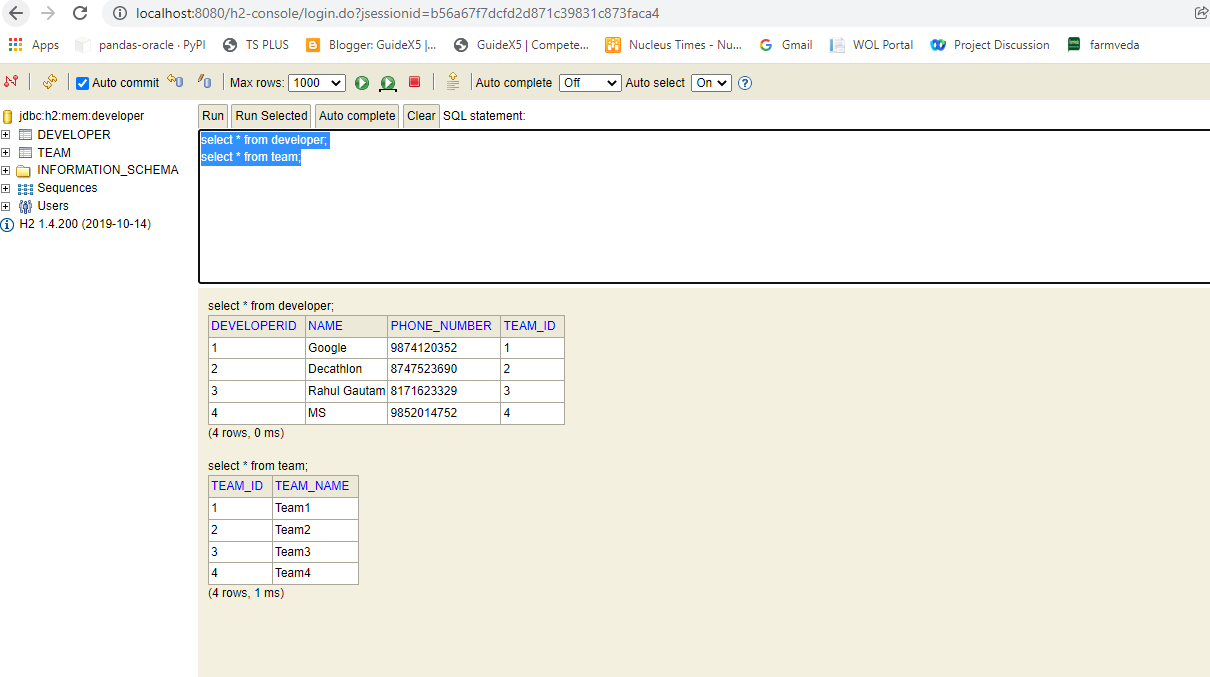 localhost:8080/h2-console/login.do?jsessionid=b56a67f7dcfd2d871c39831c873faca4
Apps pandas-oracle · PyPI TS PLUS Blogger: GuideX5 |... GuideX5 | Compete... Nucleus Times - Nu... Gmail WOL Portal Project Discussion farmveda
Auto commit Max rows: 1000 Auto complete Off Auto select On ?
jdbc:h2:mem:developer
DEVELOPER
TEAM
INFORMATION_SCHEMA
Sequences
Users
H2 1.4.200 (2019-10-14)
Run Run Selected Auto complete Clear SQL statement:
select * from developer;
select * from team;
select * from developer;
DEVELOPERID NAME PHONE_NUMBER TEAM_ID
1 Google 9874120352 1
2 Decathlon 8747523690 2
3 Rahul Gautam 8171623329 3
4 MS 9852014752 4
(4 rows, 0 ms)
select * from team;
TEAM_ID TEAM_NAME
1 Team1
2 Team2
3 Team3
4 Team4
(4 rows, 1 ms)